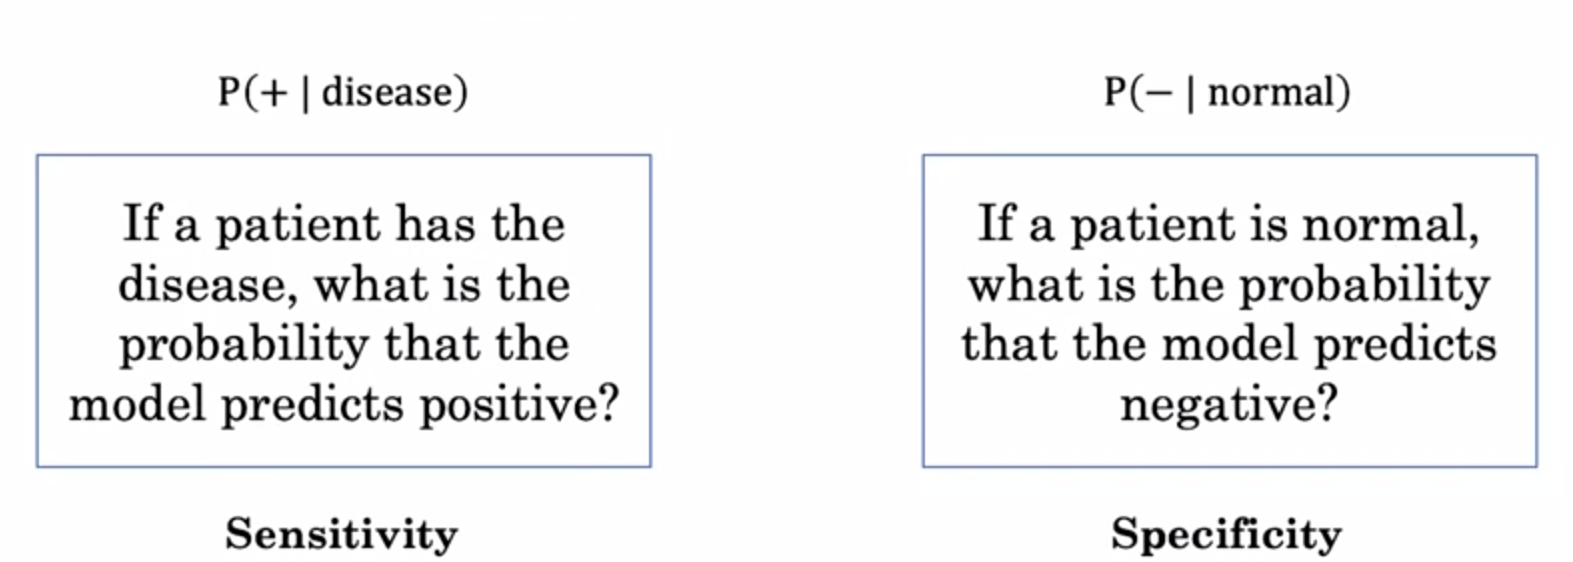 P(+ | disease)
If a patient has the
disease, what is the
probability that the
model predicts positive?
Sensitivity
P(− | normal)
If a patient is normal,
what is the probability
that the model predicts
negative?
Specificity